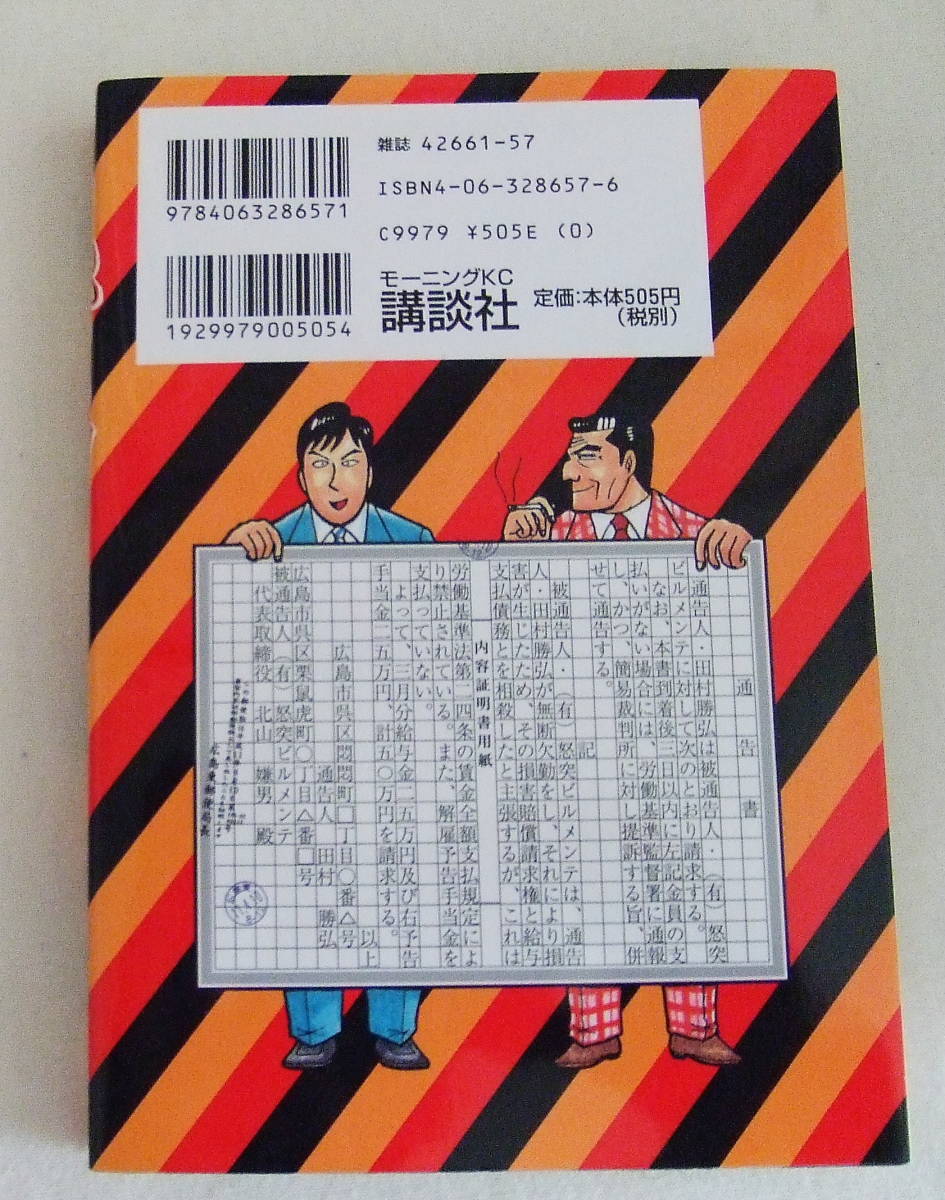 雑誌 42661-57
ISBN4-06-328657-6
9784063286571
C9979 ¥505E (0)
モーニングKC
講談社
定価:本体505円
(税別)
1929979005054
通告書
通告人・田村勝弘は被通告人・(有)怒突
ビルメンテに対して次のとおり請求する。
なお、本書到着後三日以内に左記金員の支
払いがない場合には、労働基準監督署に通報
し、かつ、簡易裁判所に対し提訴する旨、併
せて通告する。
記
被通告人・(有)怒突ビルメンテは、通告
人・田村勝弘が無断欠勤をし、それにより損
害が生じたため、その損害賠償請求権と給与
支払債務とを相殺したと主張するが、これは
内容証明書用紙
労働基準法第二四条の賃金全額支払規定によ
り禁止されている。また、解雇予告手当金を
支払っていない。
よって、三月分給与金二五万円及び右予告
手当金二五万円、計五〇万円を請求する。
以上
広島市呉区悶悶町□丁目〇番△号
通告人 田村 勝弘
広島市呉区栗鼠虎町〇丁目△番□号
被通告人(有)怒突ビルメンテ
代表取締役 北山 嫌男 殿